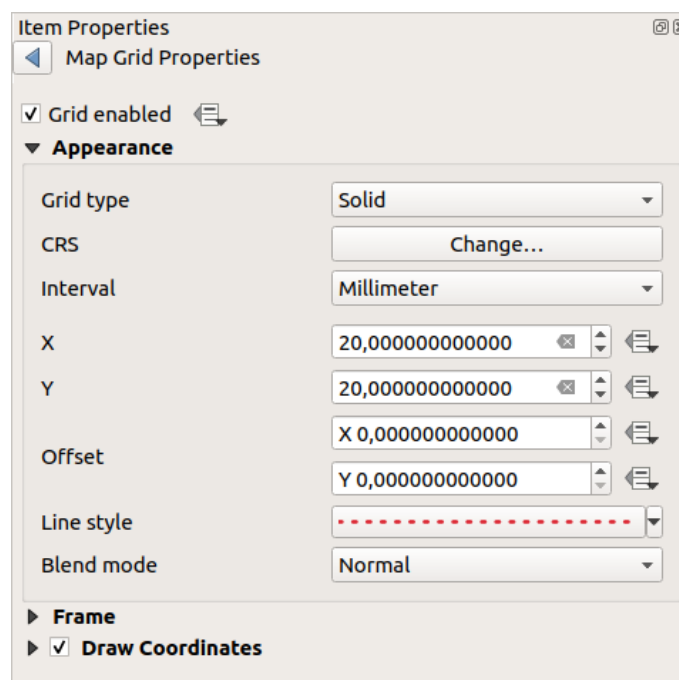 Item Properties
Map Grid Properties
Grid enabled
Appearance
Grid type Solid
CRS Change...
Interval Millimeter
X 20,000000000000
Y 20,000000000000
Offset X 0,000000000000
Y 0,000000000000
Line style
Blend mode Normal
Frame
Draw Coordinates